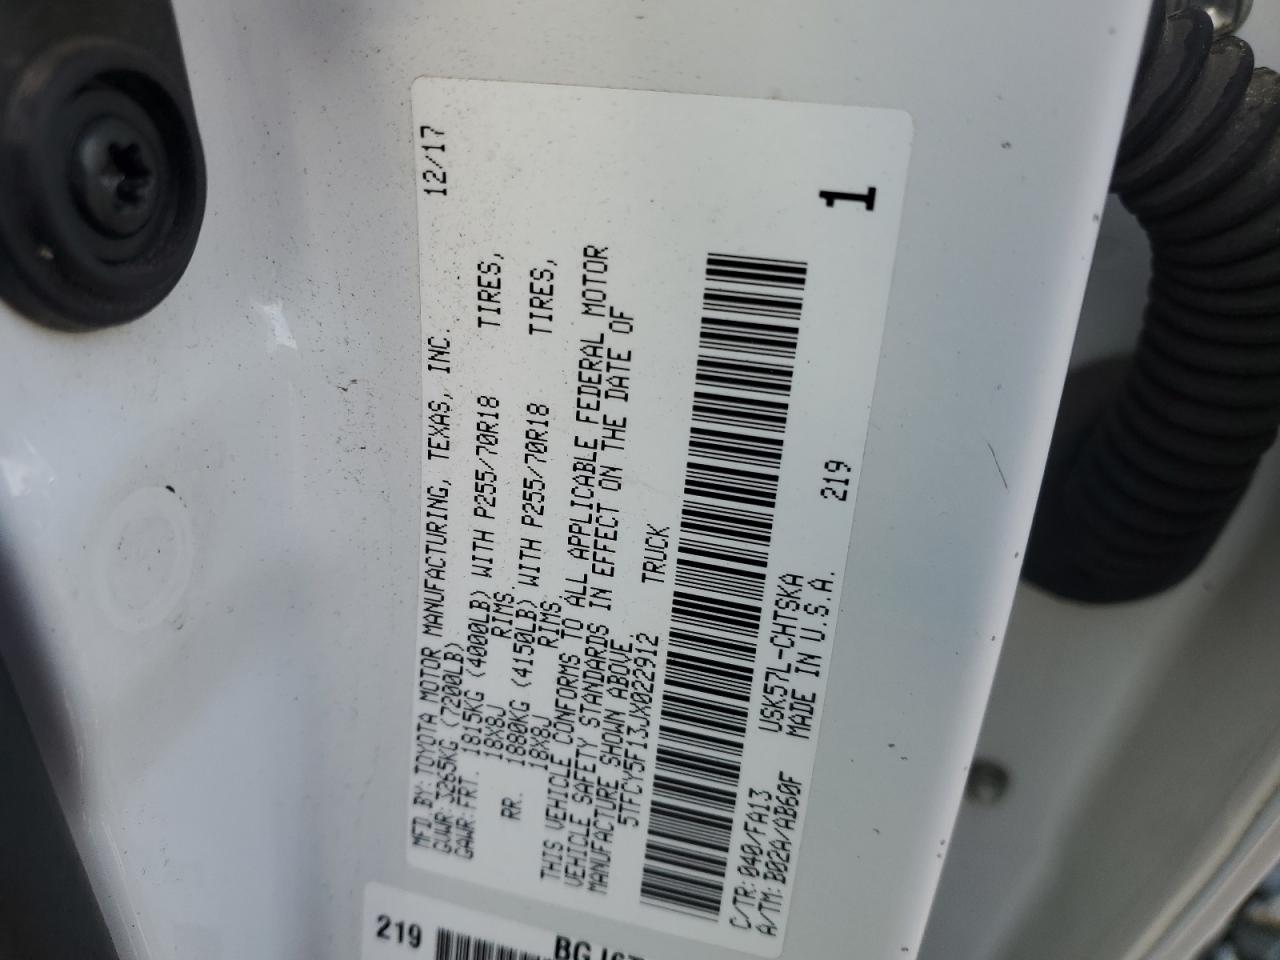 MFD. BY: TOYOTA MOTOR MANUFACTURING, TEXAS, INC. 12/17
GVWR: 3265KG (7200LB)
GAWR: FRT. 1815KG (4000LB) WITH P255/70R18 TIRES,
18X8J RIMS
RR. 1880KG (4150LB) WITH P255/70R18 TIRES,
18X8J RIMS.
THIS VEHICLE CONFORMS TO ALL APPLICABLE FEDERAL MOTOR
VEHICLE SAFETY STANDARDS IN EFFECT ON THE DATE OF
MANUFACTURE SHOWN ABOVE.
5TFCY5F13JX022912 TRUCK
C/TR: 040/FA13 USK57L-CHTSKA 219 1
A/TM: B02A/AB60F MADE IN U.S.A.
219